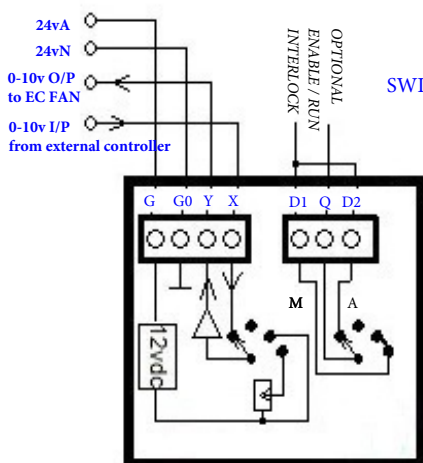 24vA
24vN
0-10v O/P
to EC FAN
0-10v I/P
from external controller
INTERLOCK
ENABLE / RUN
OPTIONAL
SWI
G G0 Y X
D1 Q D2
M A
12vdc